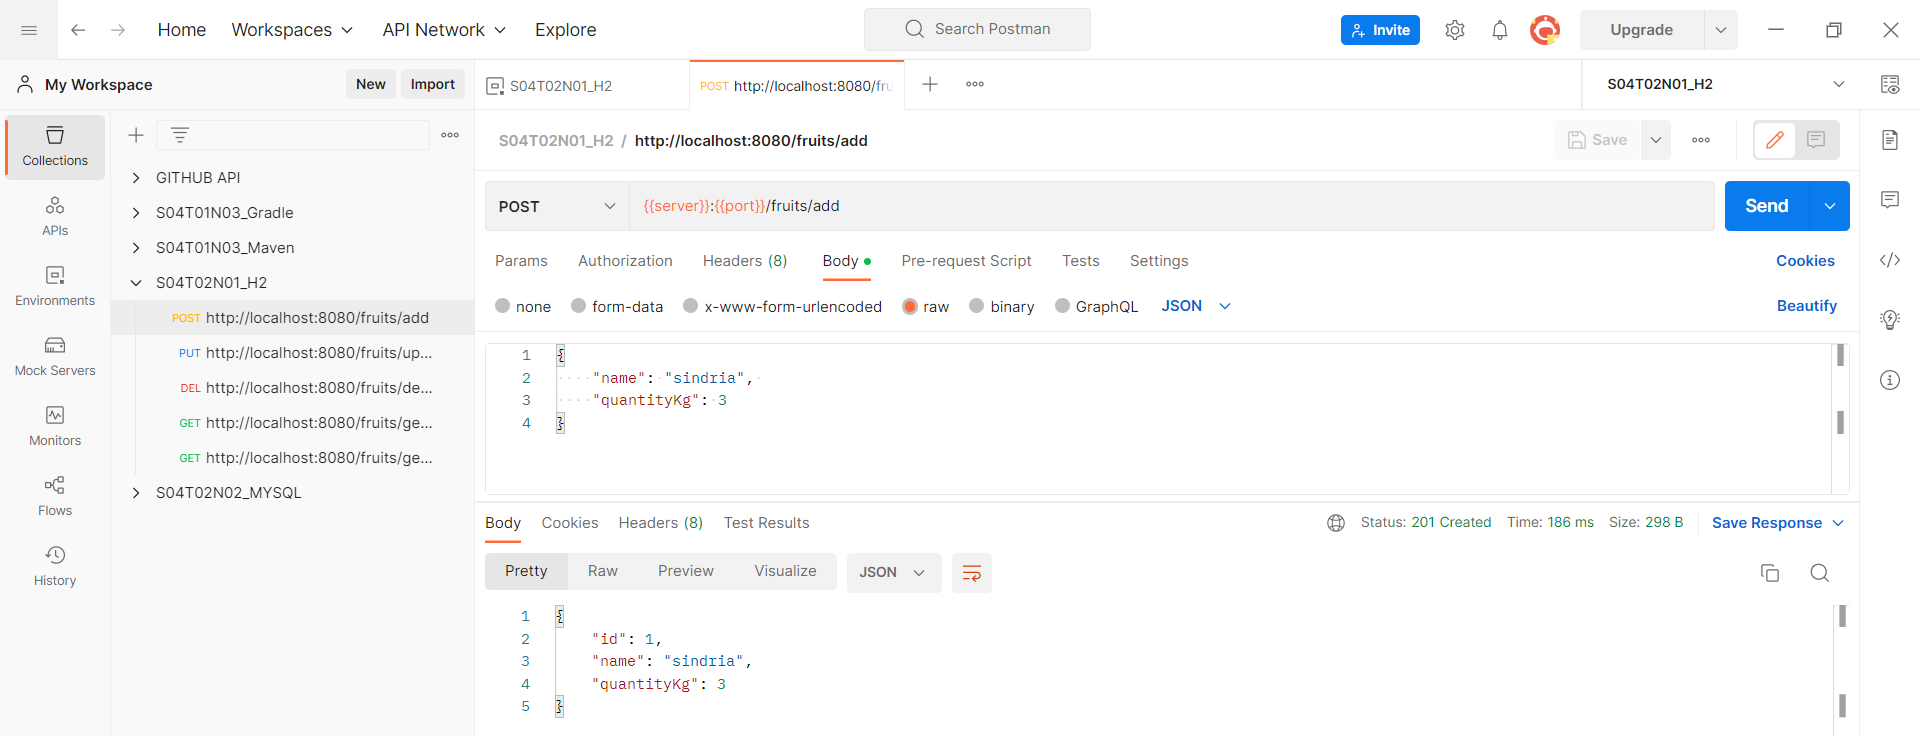 Home Workspaces API Network Explore Search Postman Invite Upgrade
My Workspace New Import
S04T02N01_H2 POST http://localhost:8080/fru S04T02N01_H2
Collections
APIs
Environments
Mock Servers
Monitors
Flows
History
GITHUB API
S04T01N03_Gradle
S04T01N03_Maven
S04T02N01_H2
POST http://localhost:8080/fruits/add
PUT http://localhost:8080/fruits/up...
DEL http://localhost:8080/fruits/de...
GET http://localhost:8080/fruits/ge...
GET http://localhost:8080/fruits/ge...
S04T02N02_MYSQL
S04T02N01_H2 / http://localhost:8080/fruits/add Save
POST {{server}}:{{port}}/fruits/add Send
Params Authorization Headers (8) Body Pre-request Script Tests Settings Cookies
none form-data x-www-form-urlencoded raw binary GraphQL JSON Beautify
1 {
2 "name": "sindria",
3 "quantityKg": 3
4 }
Body Cookies Headers (8) Test Results Status: 201 Created Time: 186 ms Size: 298 B Save Response
Pretty Raw Preview Visualize JSON
1 {
2 "id": 1,
3 "name": "sindria",
4 "quantityKg": 3
5 }